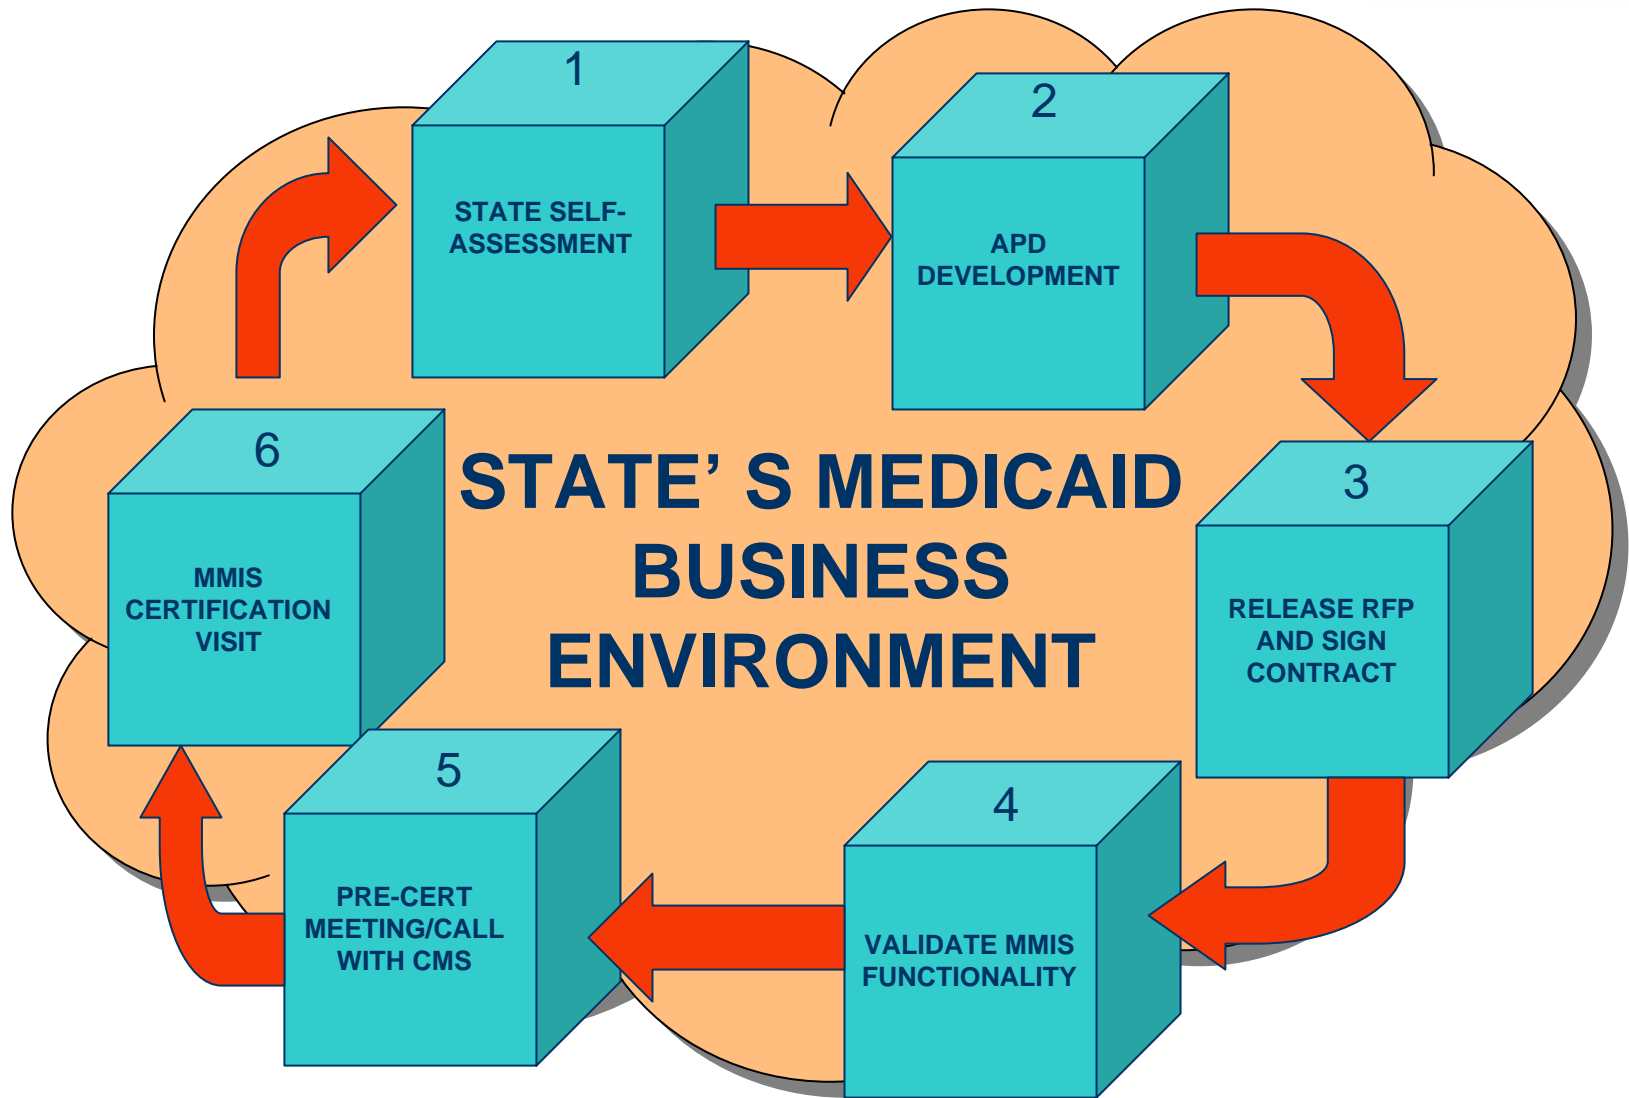 1
STATE SELF-
ASSESSMENT
2
APD
DEVELOPMENT
3
RELEASE RFP
AND SIGN
CONTRACT
4
VALIDATE MMIS
FUNCTIONALITY
5
PRE-CERT
MEETING/CALL
WITH CMS
6
MMIS
CERTIFICATION
VISIT
STATE’ S MEDICAID
BUSINESS
ENVIRONMENT